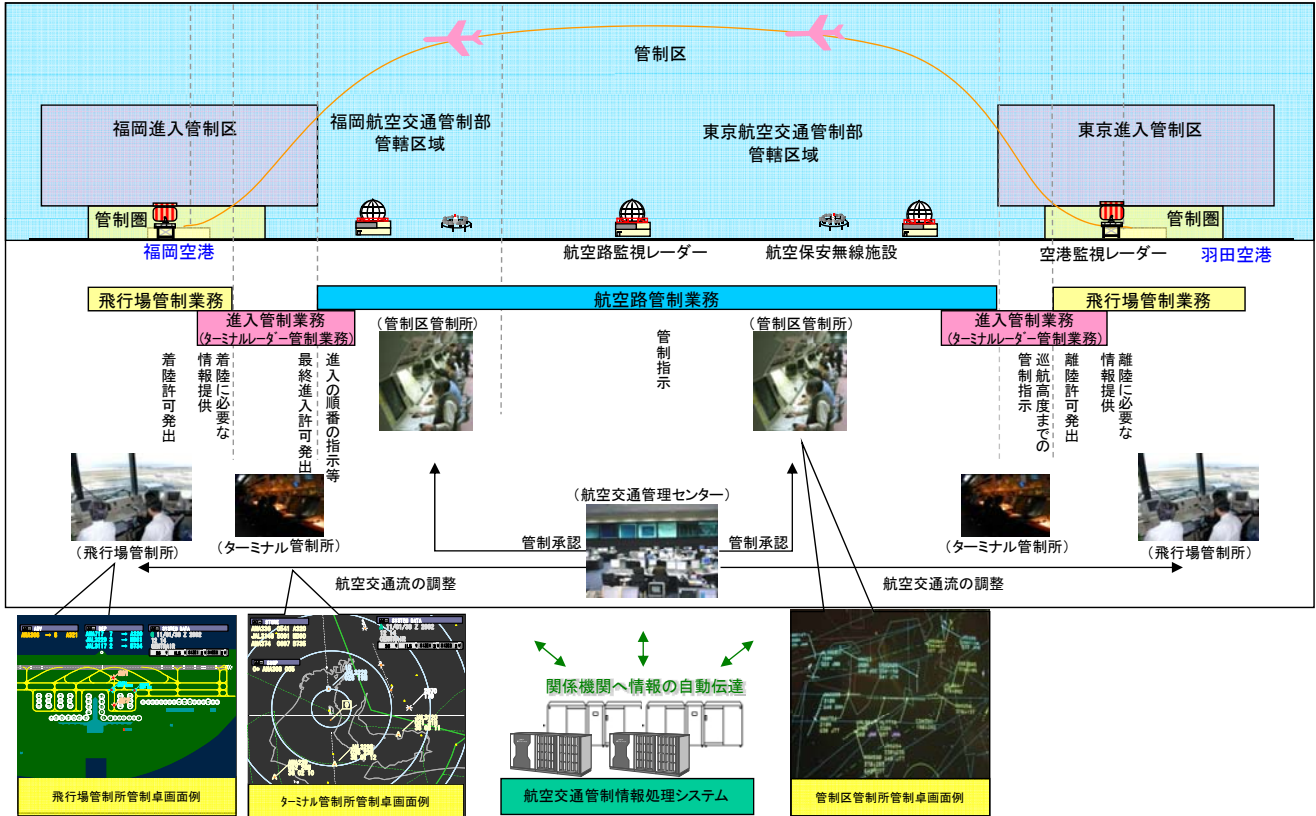 管制区
福岡進入管制区
福岡航空交通管制部
管轄区域
東京航空交通管制部
管轄区域
東京進入管制区
管制圏
管制圏
福岡空港
航空路監視レーダー
航空保安無線施設
空港監視レーダー
羽田空港
飛行場管制業務
航空路管制業務
飛行場管制業務
進入管制業務
(ターミナルレーダー管制業務)
進入管制業務
(ターミナルレーダー管制業務)
(管制区管制所)
(管制区管制所)
着陸許可発出
着陸に必要な
情報提供
最終進入許可発出
進入の順番の指示等
管制指示
巡航高度までの
管制指示
離陸許可発出
離陸に必要な
情報提供
(航空交通管理センター)
(飛行場管制所)
(ターミナル管制所)
管制承認
管制承認
(ターミナル管制所)
(飛行場管制所)
航空交通流の調整
航空交通流の調整
関係機関へ情報の自動伝達
飛行場管制所管制卓画面例
ターミナル管制所管制卓画面例
航空交通管制情報処理システム
管制区管制所管制卓画面例